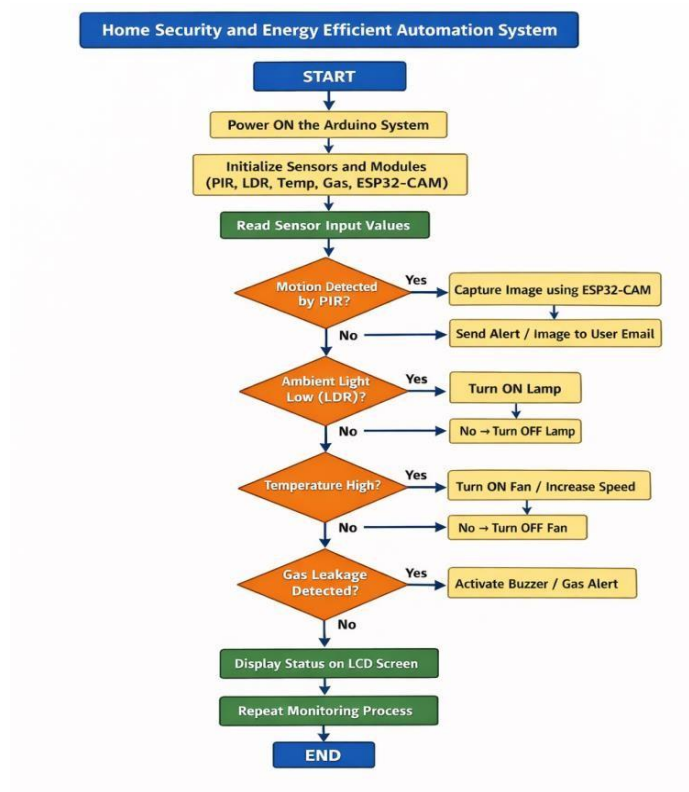 Home Security and Energy Efficient Automation System
START
Power ON the Arduino System
Initialize Sensors and Modules
(PIR, LDR, Temp, Gas, ESP32-CAM)
Read Sensor Input Values
Motion Detected
by PIR?
Yes
Capture Image using ESP32-CAM
No
Send Alert / Image to User Email
Ambient Light
Low (LDR)?
Yes
Turn ON Lamp
No
No → Turn OFF Lamp
Temperature High?
Yes
Turn ON Fan / Increase Speed
No
No → Turn OFF Fan
Gas Leakage
Detected?
Yes
Activate Buzzer / Gas Alert
No
Display Status on LCD Screen
Repeat Monitoring Process
END